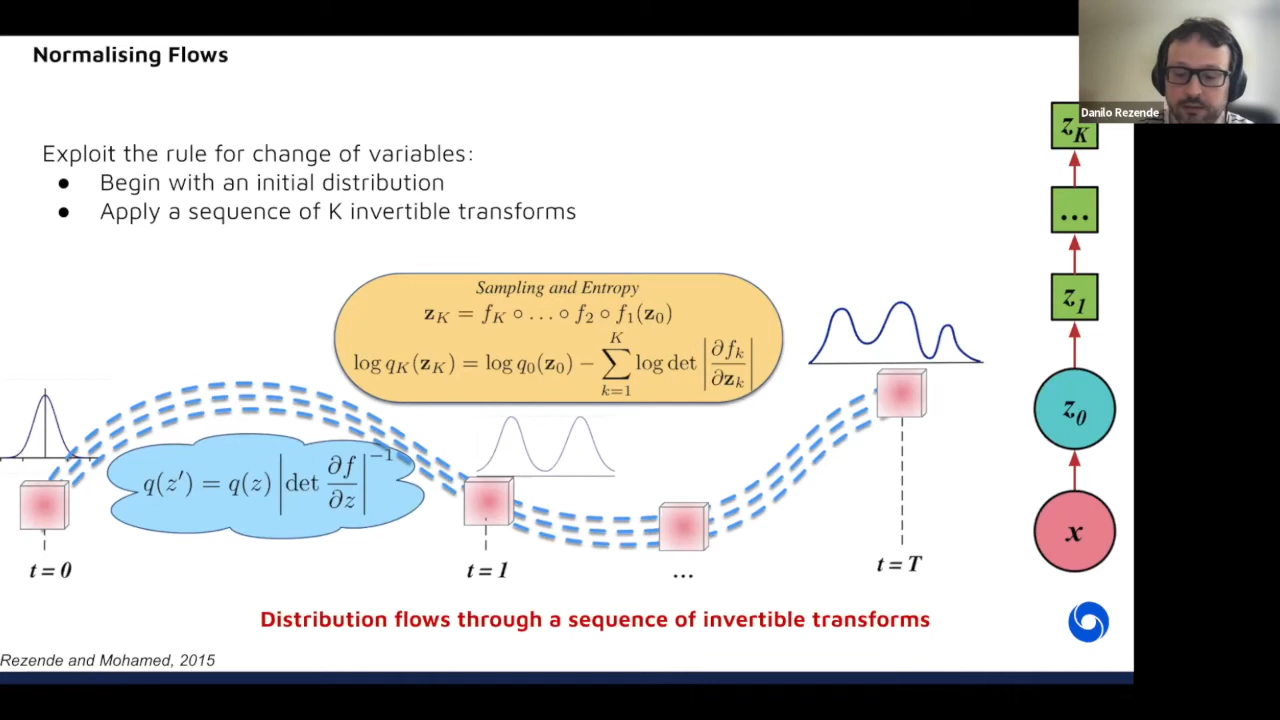 Normalising Flows
Danilo Rezende
Exploit the rule for change of variables:
● Begin with an initial distribution
● Apply a sequence of K invertible transforms
Sampling and Entropy
z_K = f_K ∘ … ∘ f_2 ∘ f_1(z_0)
log q_K(z_K) = log q_0(z_0) − ∑_{k=1}^{K} log det |∂f_k/∂z_k|
q(z′) = q(z) |det ∂f/∂z|^{−1}
t = 0
t = 1
...
t = T
z_K
...
z_1
z_0
x
Distribution flows through a sequence of invertible transforms
Rezende and Mohamed, 2015